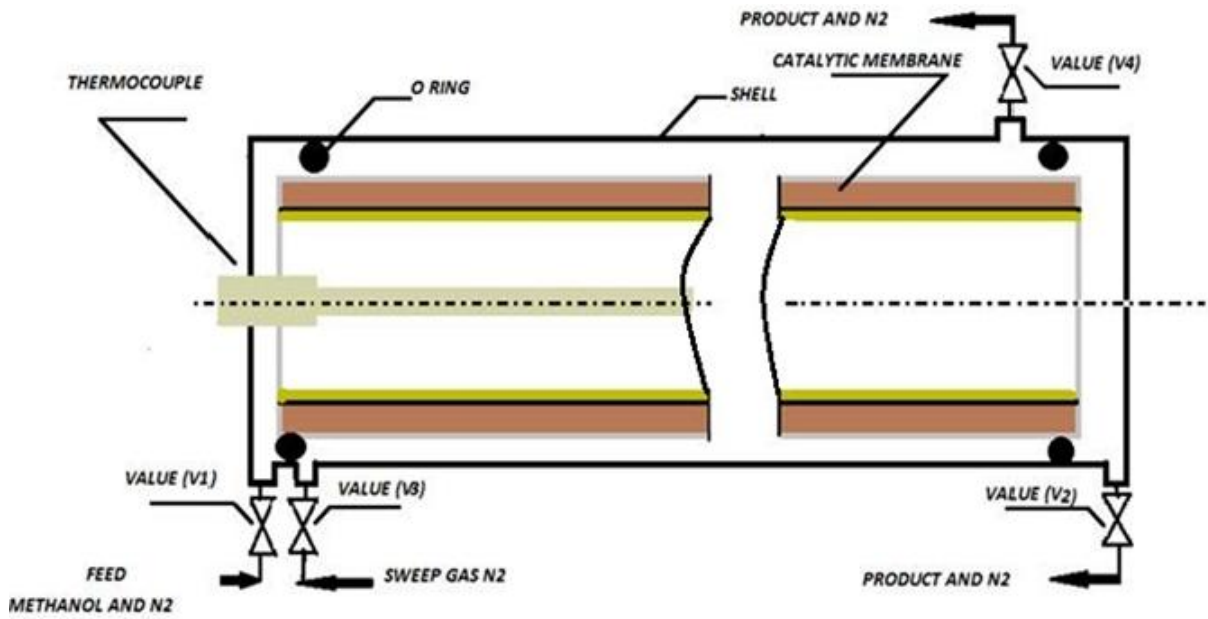 PRODUCT AND N2
THERMOCOUPLE
O RING
SHELL
CATALYTIC MEMBRANE
VALUE (V4)
VALUE (V1)
VALUE (V3)
VALUE (V2)
FEED
METHANOL AND N2
SWEEP GAS N2
PRODUCT AND N2